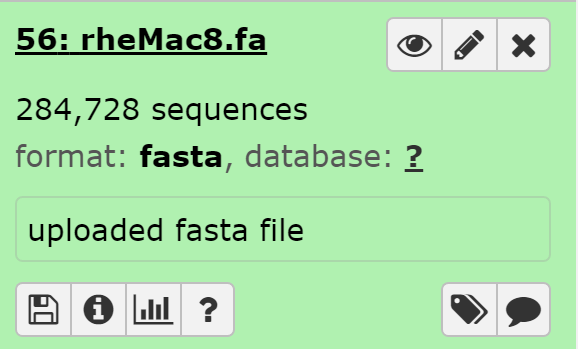 56: rheMac8.fa
284,728 sequences
format: fasta, database: ?
uploaded fasta file
?